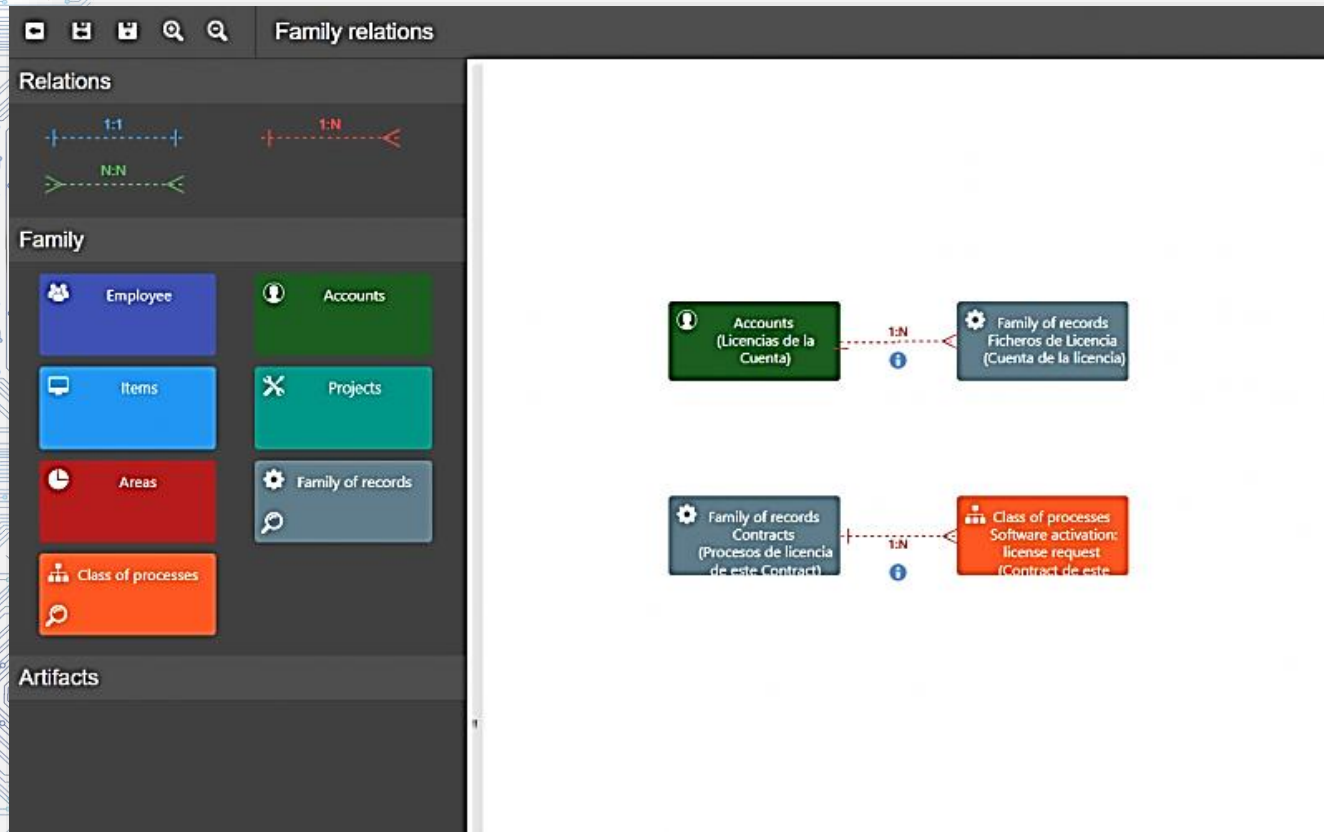 Family relations
Relations
1:1
1:N
N:N
Family
Employee
Accounts
Items
Projects
Areas
Family of records
Class of processes
Artifacts
Accounts
(Licencias de la
Cuenta)
1:N
Family of records
Ficheros de Licencia
(Cuenta de la licencia)
Family of records
Contracts
(Procesos de licencia
de este Contract)
1:N
Class of processes
Software activation:
license request
(Contract de este